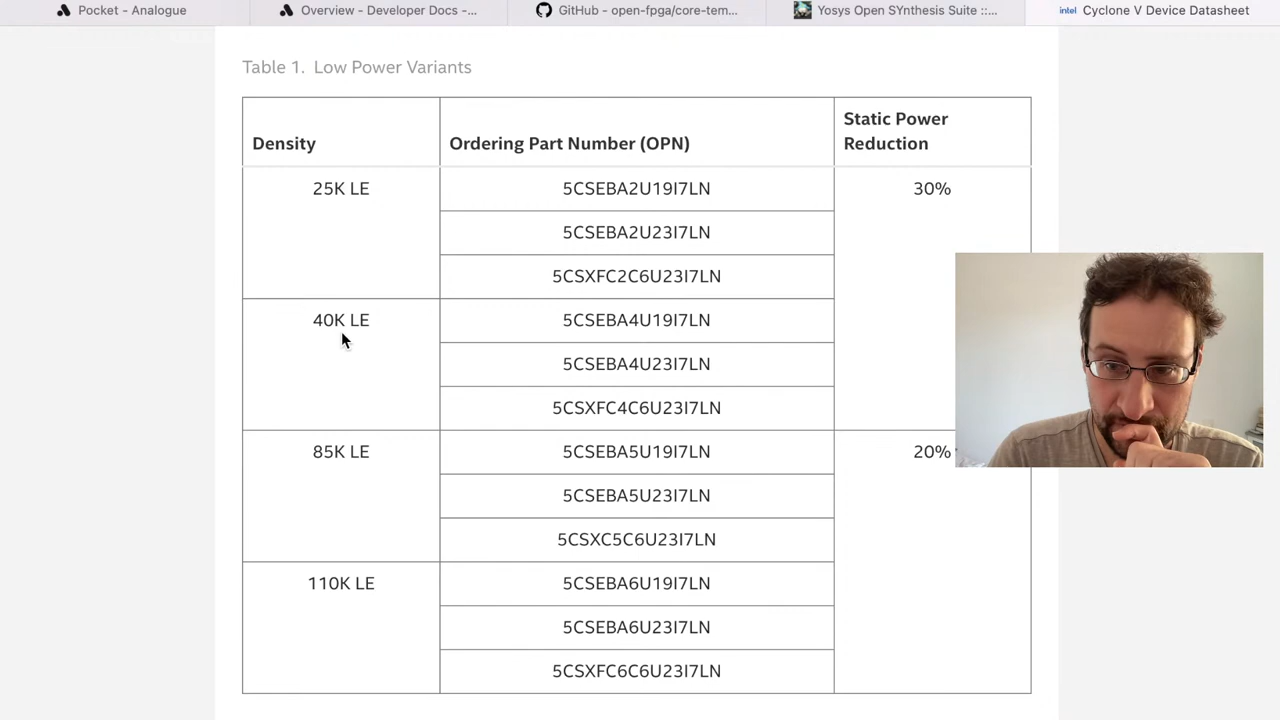 Pocket - Analogue
Overview - Developer Docs -...
GitHub - open-fpga/core-tem...
Yosys Open SYnthesis Suite ::...
intel Cyclone V Device Datasheet
Table 1. Low Power Variants
Density
Ordering Part Number (OPN)
Static Power
Reduction
25K LE
5CSEBA2U19I7LN
30%
5CSEBA2U23I7LN
5CSXFC2C6U23I7LN
40K LE
5CSEBA4U19I7LN
5CSEBA4U23I7LN
5CSXFC4C6U23I7LN
85K LE
5CSEBA5U19I7LN
20%
5CSEBA5U23I7LN
5CSXC5C6U23I7LN
110K LE
5CSEBA6U19I7LN
5CSEBA6U23I7LN
5CSXFC6C6U23I7LN